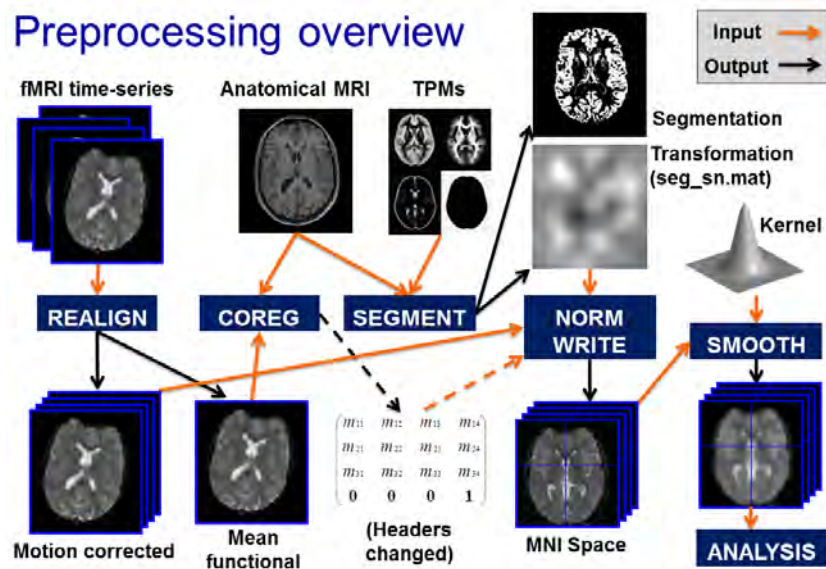 Preprocessing overview
Input
Output
fMRI time-series
Anatomical MRI
TPMs
Segmentation
Transformation
(seg_sn.mat)
Kernel
REALIGN
COREG
SEGMENT
NORM
WRITE
SMOOTH
m11 m12 m13 m14
m21 m22 m23 m24
m31 m32 m33 m34
0 0 0 1
Motion corrected
Mean
functional
(Headers
changed)
MNI Space
ANALYSIS